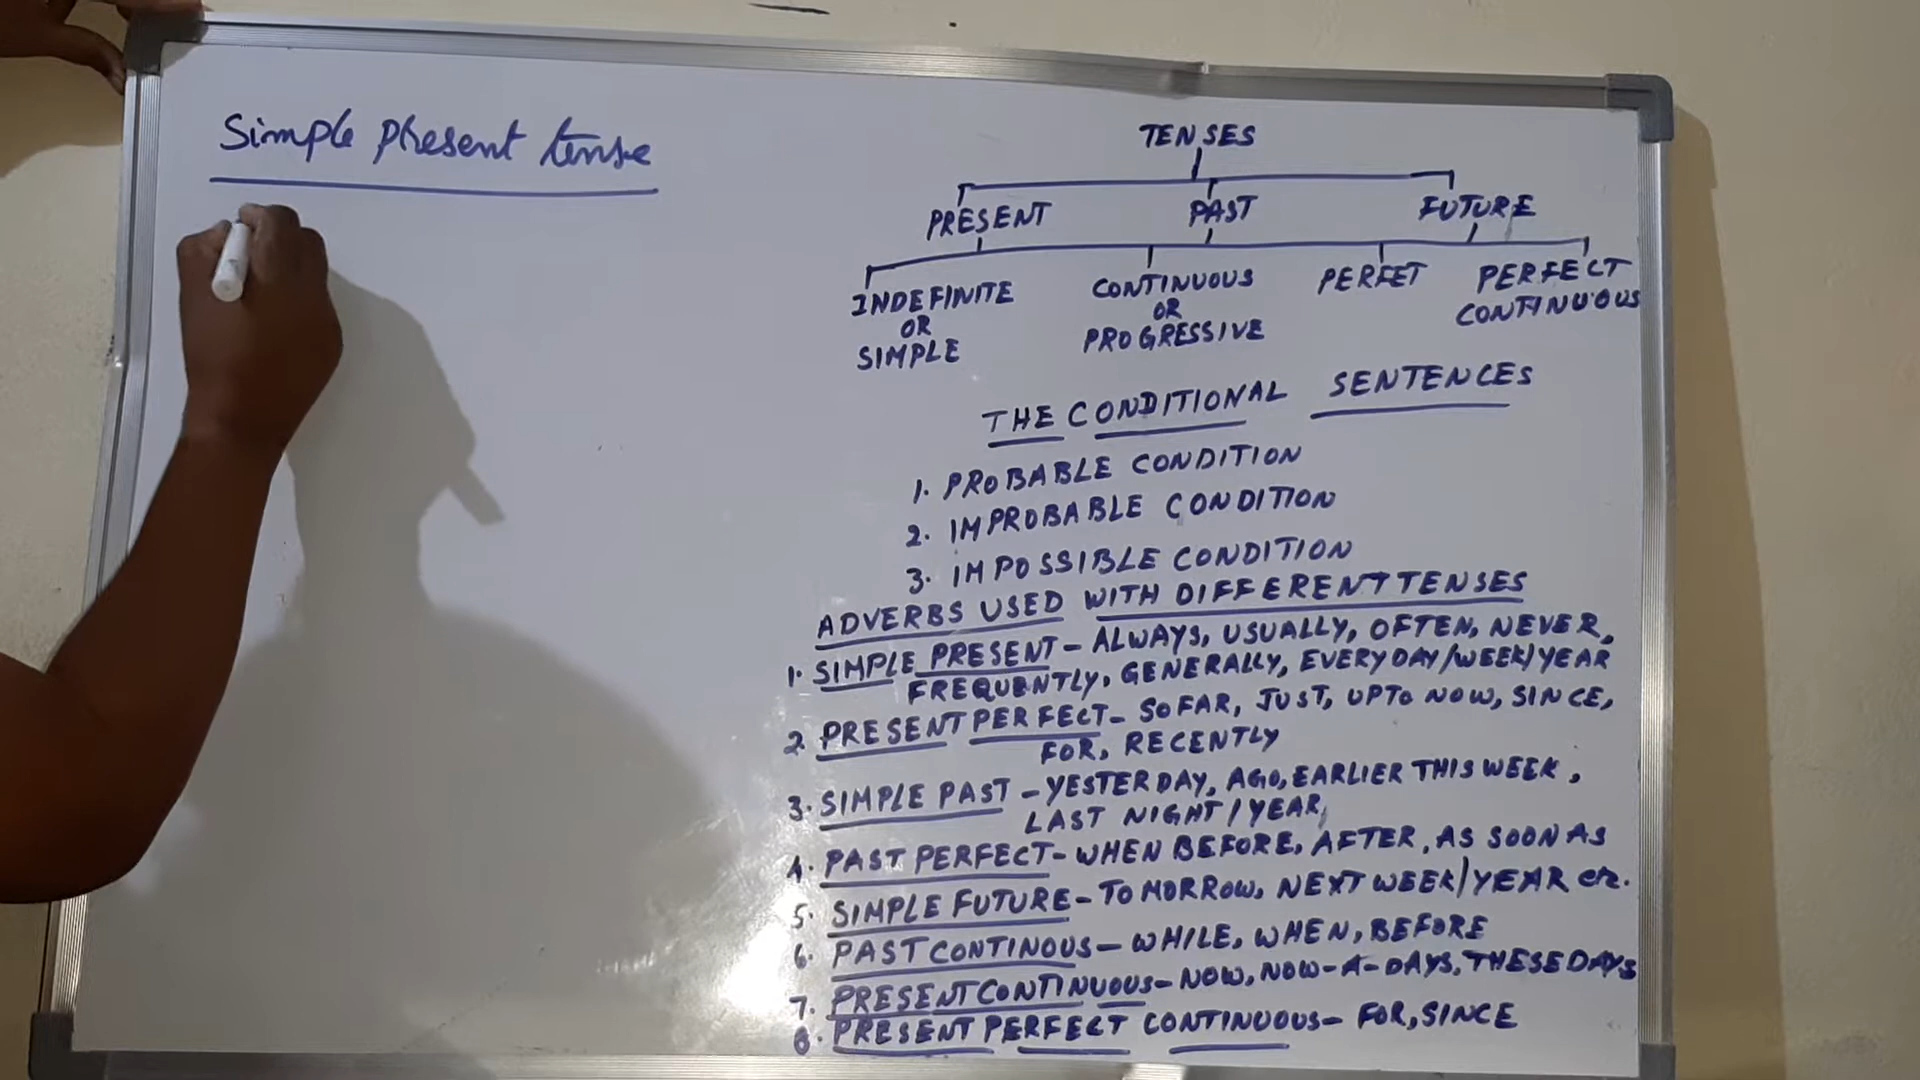 Simple present tense
TENSES
PRESENT PAST FUTURE
INDEFINITE OR SIMPLE
CONTINUOUS OR PROGRESSIVE
PERFET
PERFECT CONTINUOUS
THE CONDITIONAL SENTENCES
1. PROBABLE CONDITION
2. IMPROBABLE CONDITION
3. IMPOSSIBLE CONDITION
ADVERBS USED WITH DIFFERENT TENSES
1. SIMPLE PRESENT - ALWAYS, USUALLY, OFTEN, NEVER,
FREQUENTLY, GENERALLY, EVERYDAY/WEEK/YEAR
2. PRESENT PERFECT - SO FAR, JUST, UPTO NOW, SINCE,
FOR, RECENTLY
3. SIMPLE PAST - YESTERDAY, AGO, EARLIER THIS WEEK,
LAST NIGHT/YEAR,
4. PAST PERFECT - WHEN BEFORE, AFTER, AS SOON AS
5. SIMPLE FUTURE - TOMORROW, NEXT WEEK/YEAR etc.
6. PAST CONTINOUS - WHILE, WHEN, BEFORE
7. PRESENT CONTINUOUS - NOW, NOW-A-DAYS, THESE DAYS
8. PRESENT PERFECT CONTINUOUS - FOR, SINCE